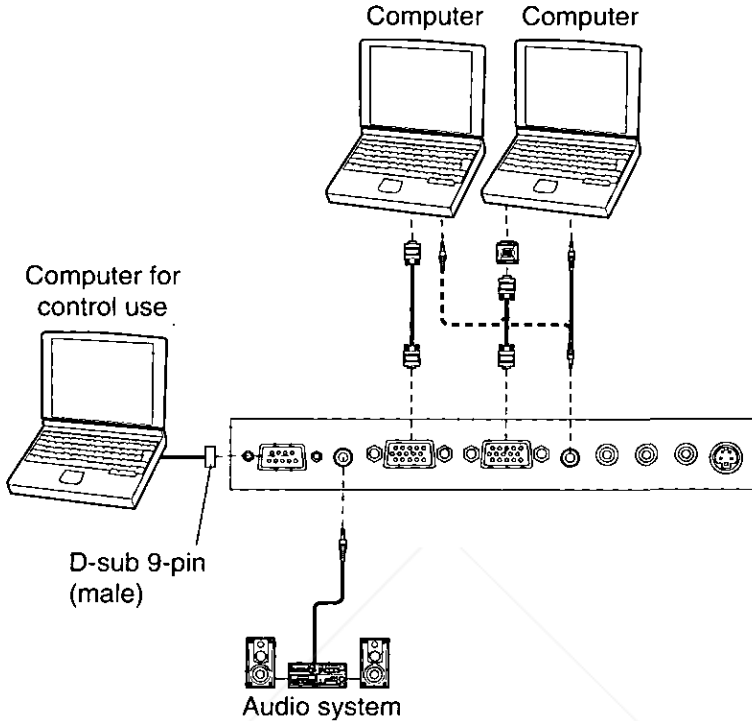 Computer Computer
Computer for
control use
D-sub 9-pin
(male)
Audio system